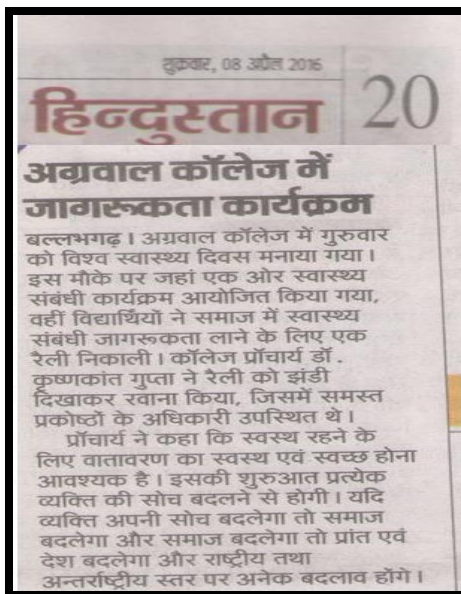 शुक्रवार, 08 अप्रैल 2016
हिन्दुस्तान 20
अग्रवाल कॉलेज में
जागरूकता कार्यक्रम
बल्लभगढ़। अग्रवाल कॉलेज में गुरुवार
को विश्व स्वास्थ्य दिवस मनाया गया।
इस मौके पर जहां एक ओर स्वास्थ्य
संबंधी कार्यक्रम आयोजित किया गया,
वहीं विद्यार्थियों ने समाज में स्वास्थ्य
संबंधी जागरूकता लाने के लिए एक
रैली निकाली। कॉलेज प्रॉचार्य डॉ.
कृष्णकांत गुप्ता ने रैली को झंडी
दिखाकर रवाना किया, जिसमें समस्त
प्रकोष्ठों के अधिकारी उपस्थित थे।
प्रॉचार्य ने कहा कि स्वस्थ रहने के
लिए वातावरण का स्वस्थ एवं स्वच्छ होना
आवश्यक है। इसकी शुरुआत प्रत्येक
व्यक्ति की सोच बदलने से होगी। यदि
व्यक्ति अपनी सोच बदलेगा तो समाज
बदलेगा और समाज बदलेगा तो प्रांत एवं
देश बदलेगा और राष्ट्रीय तथा
अन्तर्राष्ट्रीय स्तर पर अनेक बदलाव होंगे।